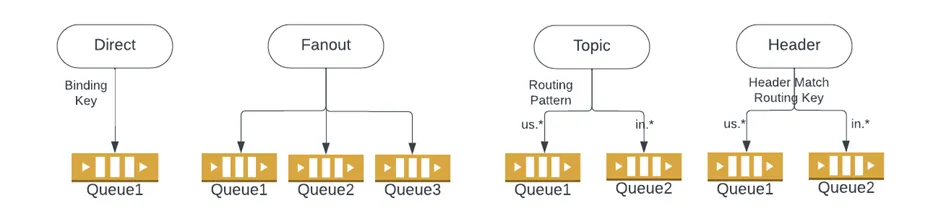 Direct
Fanout
Topic
Header
Binding
Key
Routing
Pattern
Header Match
Routing Key
us.*
in.*
us.*
in.*
Queue1
Queue1
Queue2
Queue3
Queue1
Queue2
Queue1
Queue2